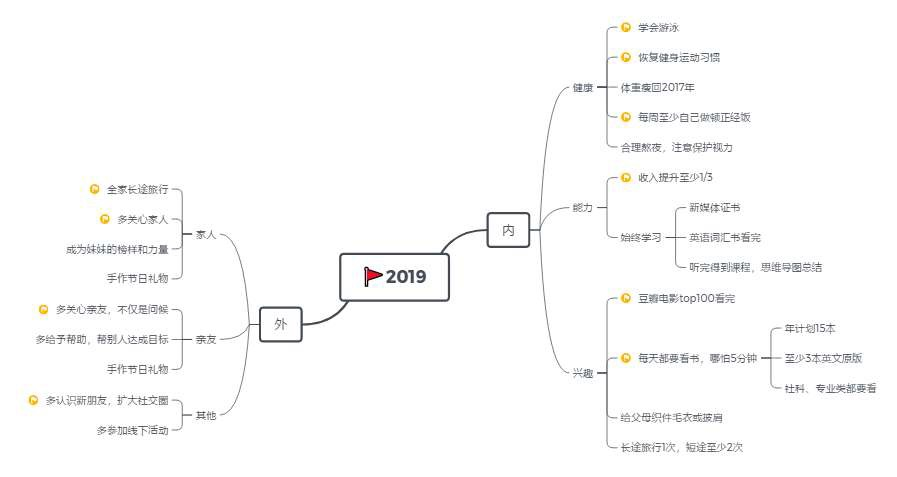 2019
内
健康
学会游泳
恢复健身运动习惯
体重瘦回2017年
每周至少自己做顿正经饭
合理熬夜，注意保护视力
能力
收入提升至少1/3
始终学习
新媒体证书
英语词汇书看完
听完得到课程，思维导图总结
兴趣
豆瓣电影top100看完
每天都要看书，哪怕5分钟
年计划15本
至少3本英文原版
社科、专业类都要看
给父母织件毛衣或披肩
长途旅行1次，短途至少2次
外
家人
全家长途旅行
多关心家人
成为妹妹的榜样和力量
手作节日礼物
亲友
多关心亲友，不仅是问候
多给予帮助，帮别人达成目标
手作节日礼物
其他
多认识新朋友，扩大社交圈
多参加线下活动